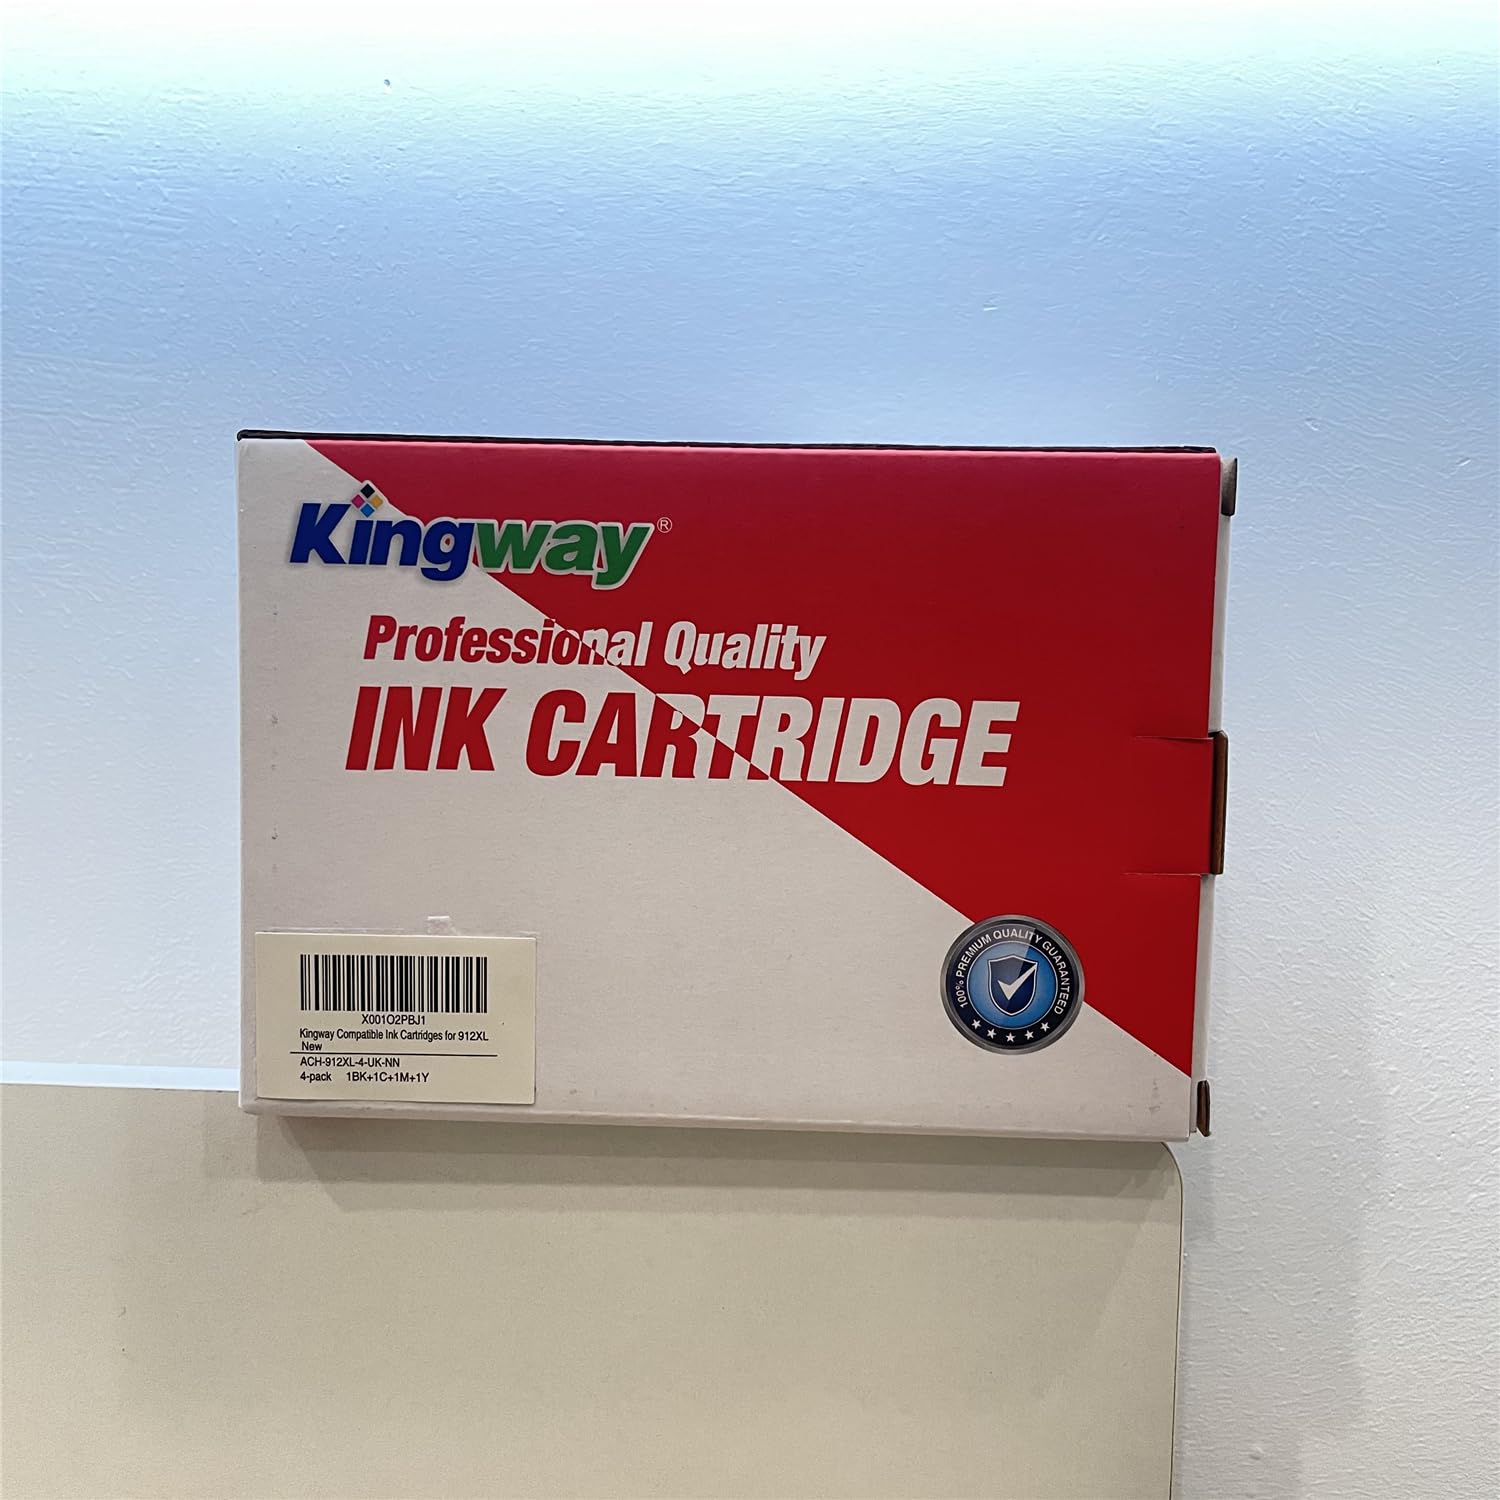 Kingway®
Professional Quality
INK CARTRIDGE
100% PREMIUM QUALITY GUARANTEED
X001O2PBJ1
Kingway Compatible Ink Cartridges for 912XL
New
ACH-912XL-4-UK-NN
4-pack 1BK+1C+1M+1Y